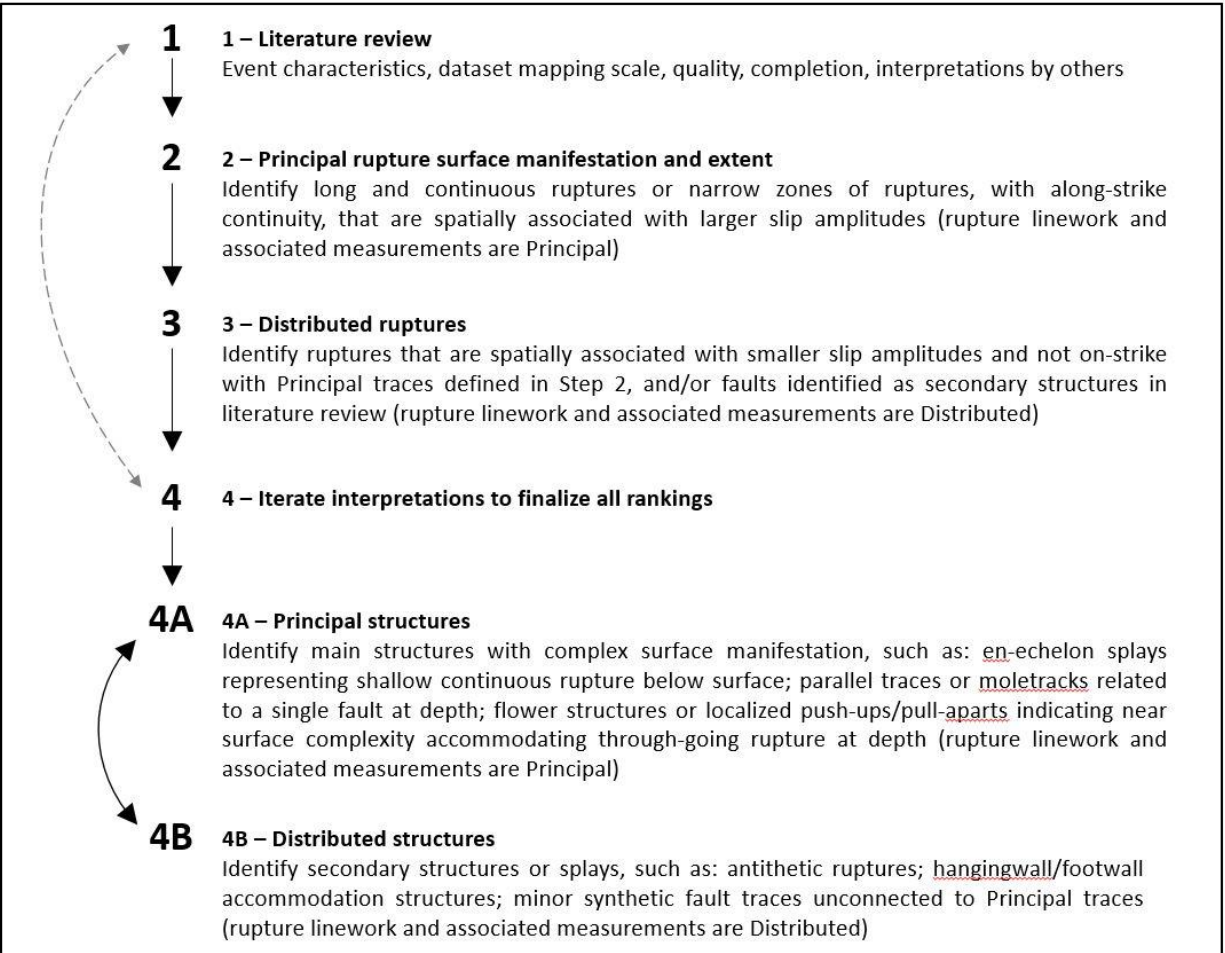 1
1 – Literature review
Event characteristics, dataset mapping scale, quality, completion, interpretations by others
2
2 – Principal rupture surface manifestation and extent
Identify long and continuous ruptures or narrow zones of ruptures, with along-strike
continuity, that are spatially associated with larger slip amplitudes (rupture linework and
associated measurements are Principal)
3
3 – Distributed ruptures
Identify ruptures that are spatially associated with smaller slip amplitudes and not on-strike
with Principal traces defined in Step 2, and/or faults identified as secondary structures in
literature review (rupture linework and associated measurements are Distributed)
4
4 – Iterate interpretations to finalize all rankings
4A
4A – Principal structures
Identify main structures with complex surface manifestation, such as: en-echelon splays
representing shallow continuous rupture below surface; parallel traces or moletracks related
to a single fault at depth; flower structures or localized push-ups/pull-aparts indicating near
surface complexity accommodating through-going rupture at depth (rupture linework and
associated measurements are Principal)
4B
4B – Distributed structures
Identify secondary structures or splays, such as: antithetic ruptures; hangingwall/footwall
accommodation structures; minor synthetic fault traces unconnected to Principal traces
(rupture linework and associated measurements are Distributed)